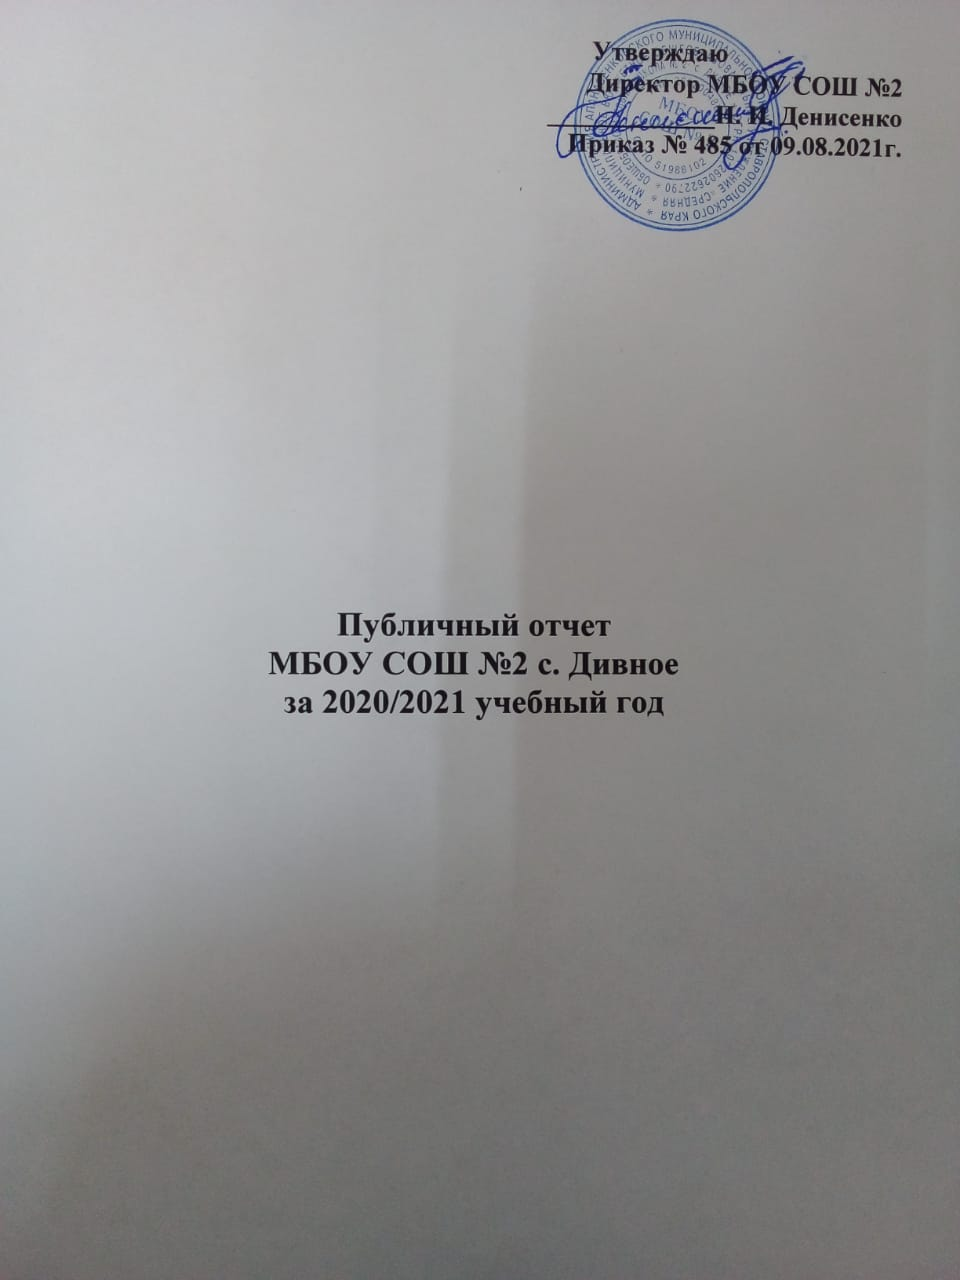 Утверждаю
Директор МБОУ СОШ №2
Н. И. Денисенко
Приказ № 485 от 09.08.2021г.
Публичный отчет
МБОУ СОШ №2 с. Дивное
за 2020/2021 учебный год